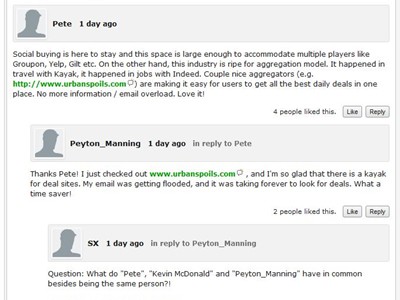 Pete 1 day ago
Social buying is here to stay and this space is large enough to accommodate multiple players like
Groupon, Yelp, Gilt etc. On the other hand, this industry is ripe for aggregation model. It happened in
travel with Kayak, it happened in jobs with Indeed. Couple nice aggregators (e.g.
http://www.urbanspoils.com) are making it easy for users to get all the best daily deals in one
place. No more information / email overload. Love it!
4 people liked this. Like Reply
Peyton_Manning 1 day ago in reply to Pete
Thanks Pete! I just checked out www.urbanspoils.com , and I'm so glad that there is a kayak
for deal sites. My email was getting flooded, and it was taking forever to look for deals. What a
time saver!
2 people liked this. Like Reply
SX 1 day ago in reply to Peyton_Manning
Question: What do "Pete", "Kevin McDonald" and "Peyton_Manning" have in common
besides being the same person?!